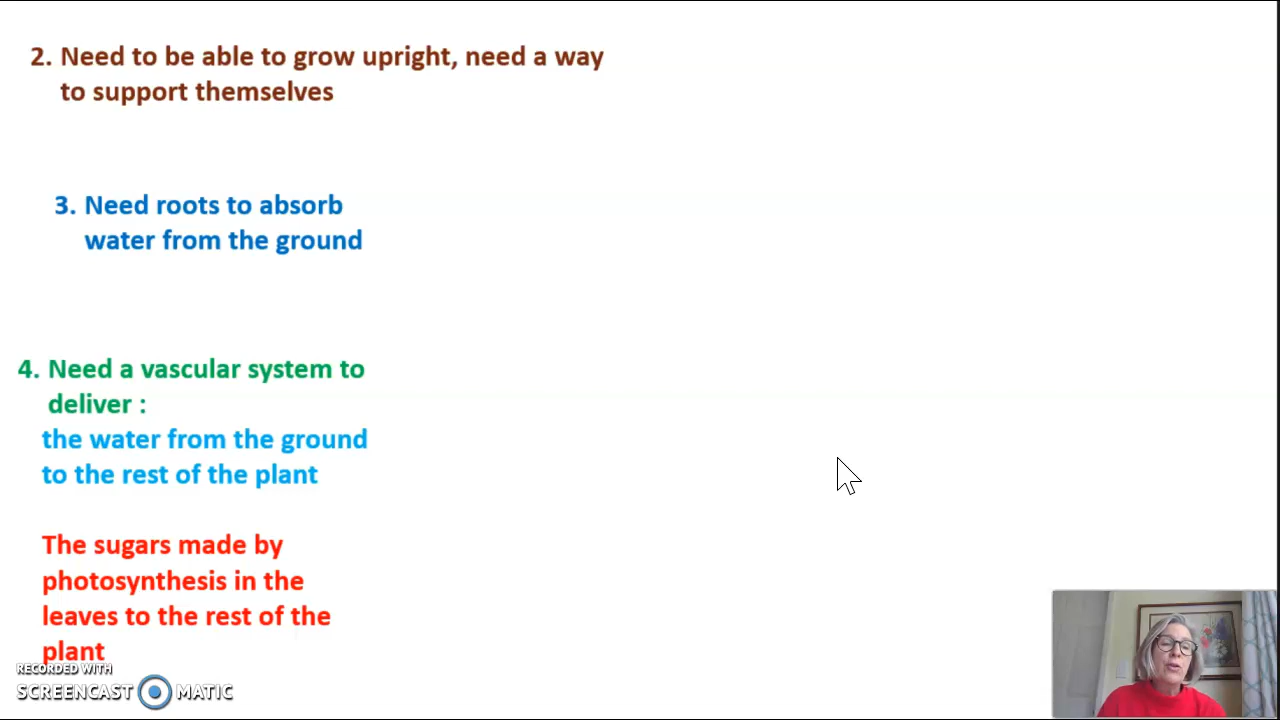 2. Need to be able to grow upright, need a way
to support themselves
3. Need roots to absorb
water from the ground
4. Need a vascular system to
deliver :
the water from the ground
to the rest of the plant
The sugars made by
photosynthesis in the
leaves to the rest of the
plant
RECORDED WITH
SCREENCAST MATIC